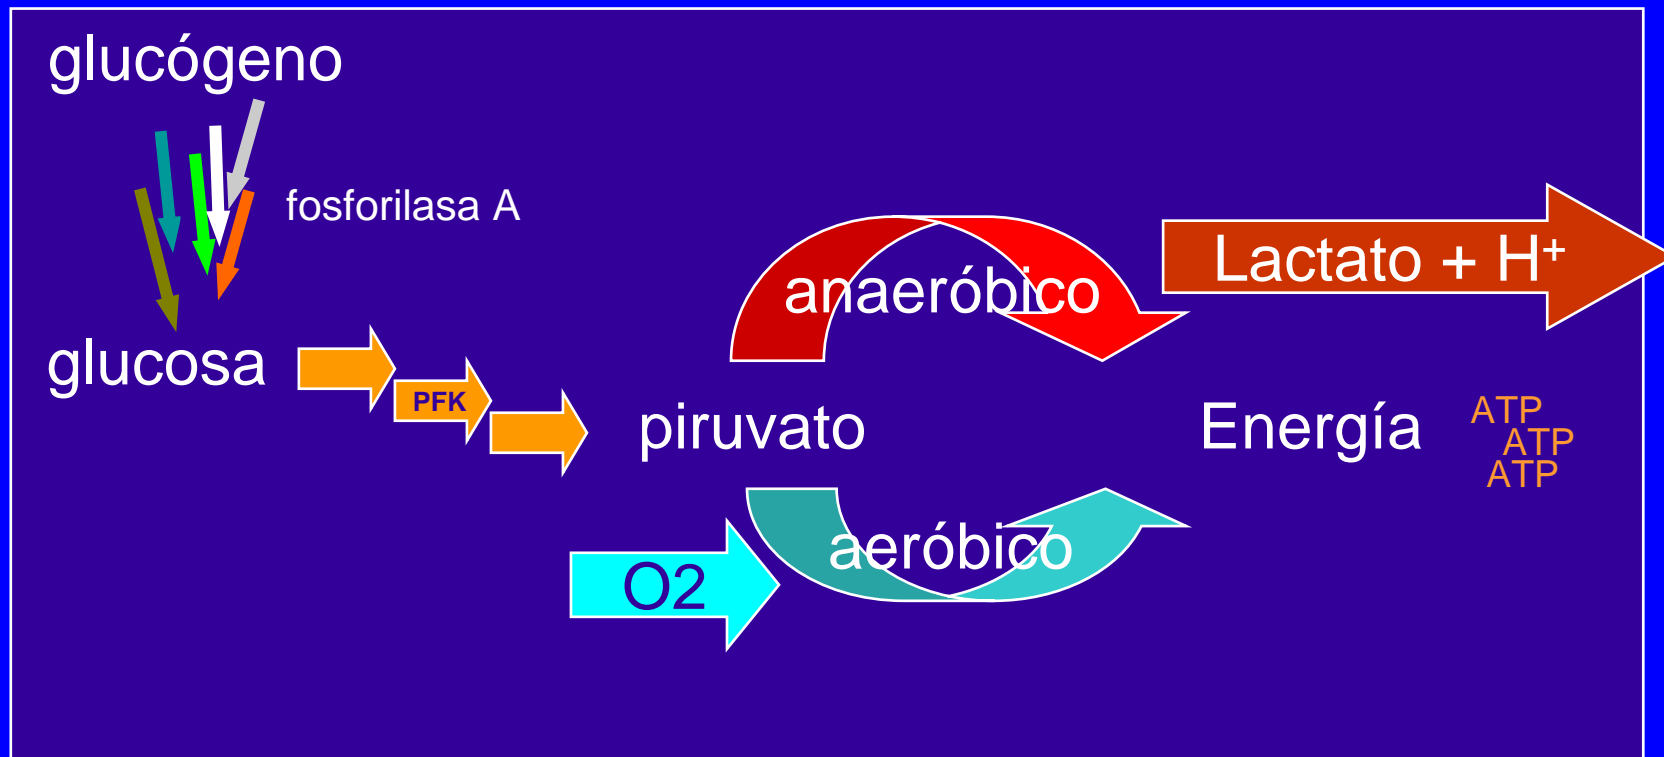 glucógeno
fosforilasa A
anaeróbico
Lactato + H⁺
glucosa
PFK
piruvato
Energía
ATP
ATP
ATP
aeróbico
O2